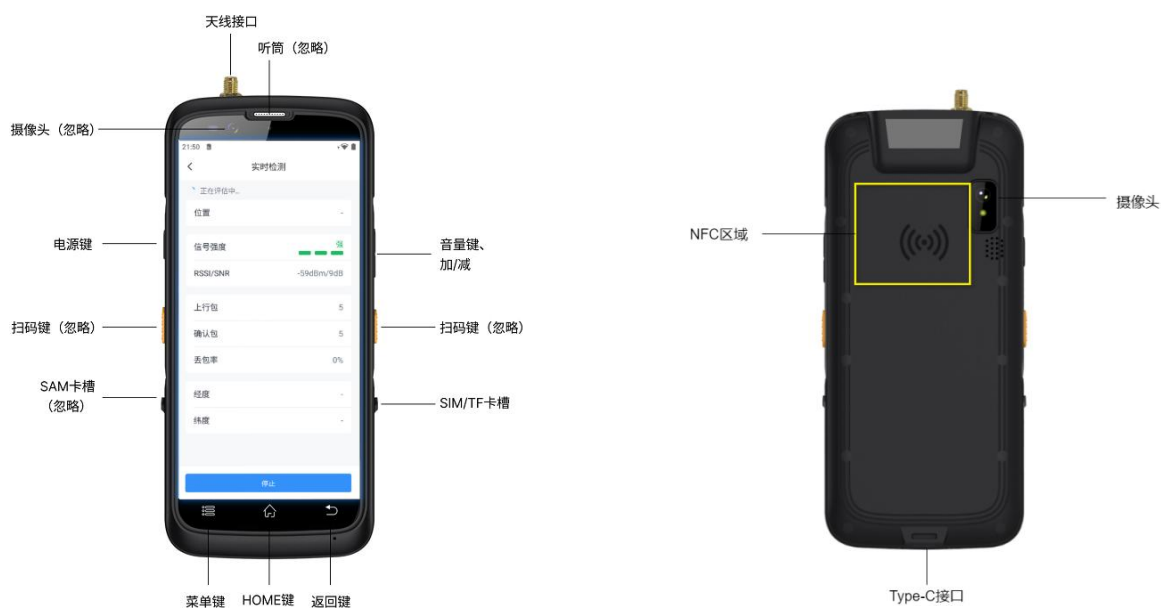 天线接口
听筒（忽略）
摄像头（忽略）
21:50
实时检测
正在评估中...
位置 -
电源键
信号强度 强
RSSI/SNR -59dBm/9dB
音量键、
加/减
上行包 5
扫码键（忽略）
确认包 5
扫码键（忽略）
丢包率 0%
SAM卡槽
（忽略）
经度 -
SIM/TF卡槽
纬度 -
停止
菜单键
HOME键
返回键
NFC区域
摄像头
Type-C接口